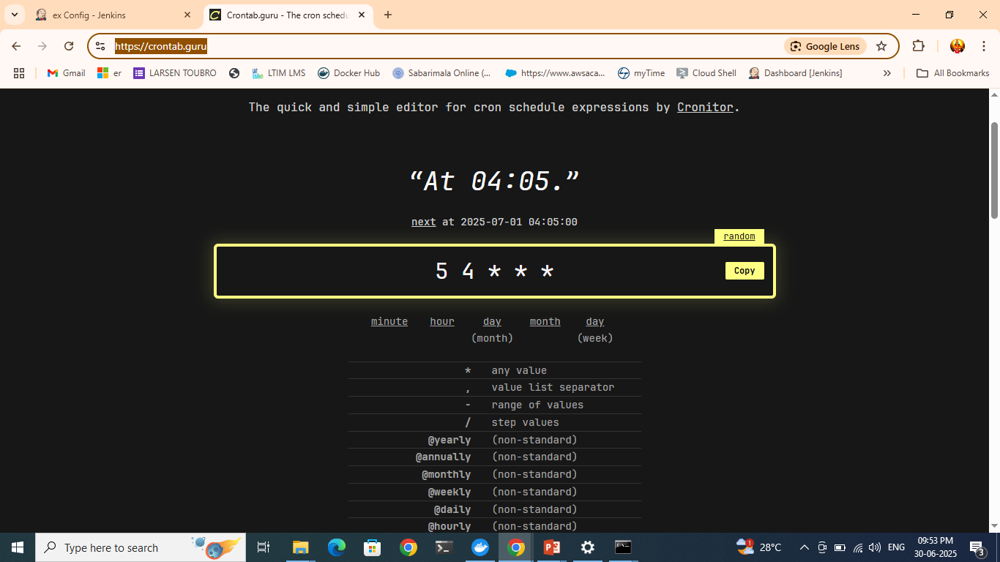 ex Config - Jenkins
Crontab.guru - The cron schedu
https://crontab.guru
Google Lens
Gmail
er
LARSEN TOUBRO
LTIM LMS
Docker Hub
Sabarimala Online (...
https://www.awsaca...
myTime
Cloud Shell
Dashboard [Jenkins]
All Bookmarks
The quick and simple editor for cron schedule expressions by Cronitor.
“At 04:05.”
next at 2025-07-01 04:05:00
random
5 4 * * *
Copy
minute hour day month day
(month) (week)
* any value
, value list separator
- range of values
/ step values
@yearly (non-standard)
@annually (non-standard)
@monthly (non-standard)
@weekly (non-standard)
@daily (non-standard)
@hourly (non-standard)
Type here to search
1
28°C
ENG
09:53 PM
30-06-2025
3